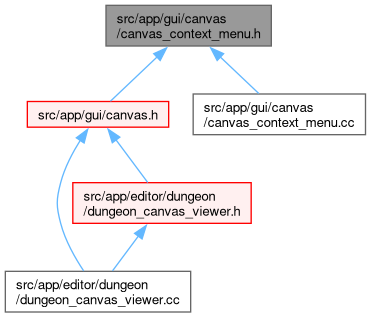 src/app/gui/canvas
/canvas_context_menu.h
src/app/gui/canvas.h
src/app/gui/canvas
/canvas_context_menu.cc
src/app/editor/dungeon
/dungeon_canvas_viewer.h
src/app/editor/dungeon
/dungeon_canvas_viewer.cc